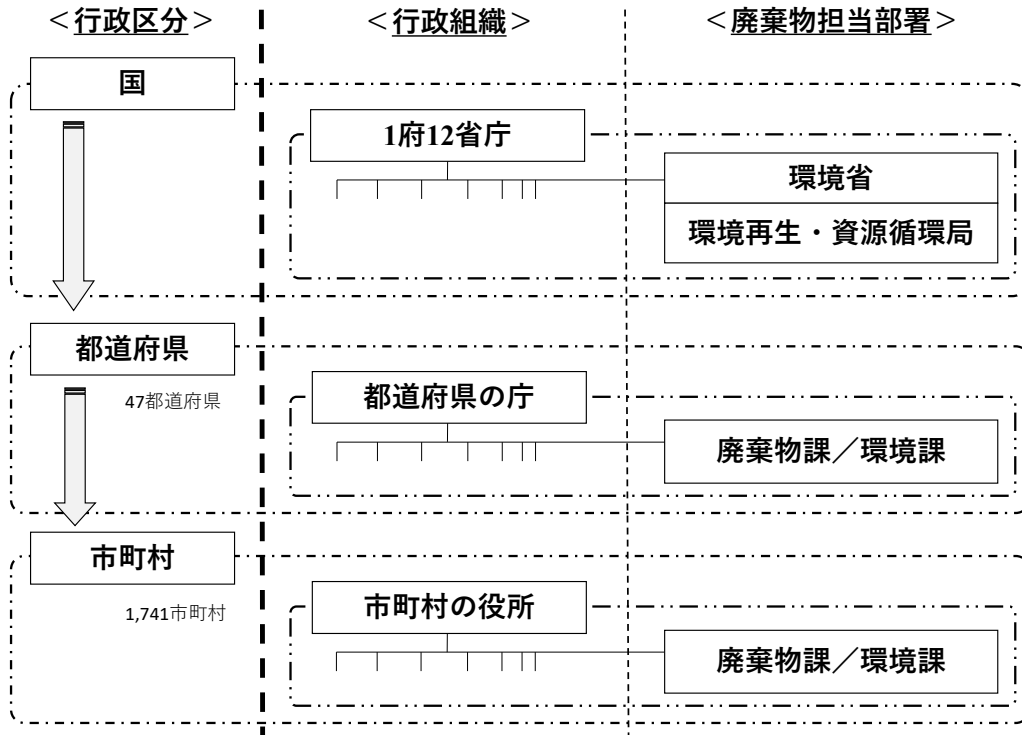 ＜行政区分＞
＜行政組織＞
＜廃棄物担当部署＞
国
1府12省庁
環境省
環境再生・資源循環局
都道府県
47都道府県
都道府県の庁
廃棄物課／環境課
市町村
1,741市町村
市町村の役所
廃棄物課／環境課